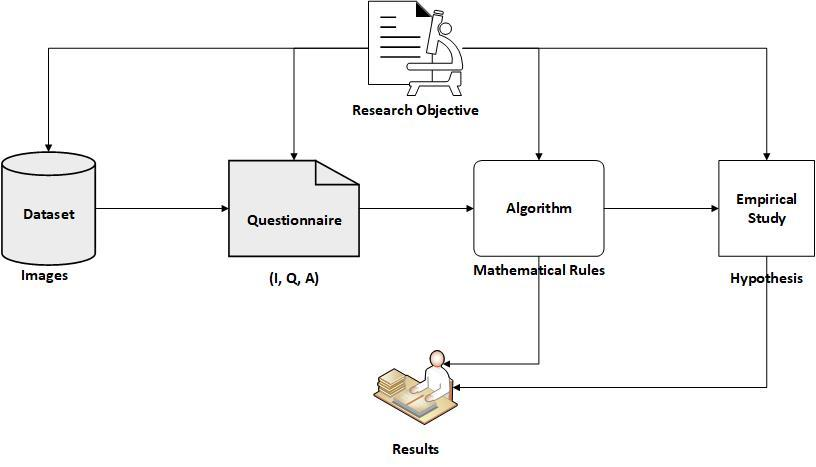 Research Objective
Dataset
Questionnaire
Algorithm
Empirical
Study
Images
(I, Q, A)
Mathematical Rules
Hypothesis
Results